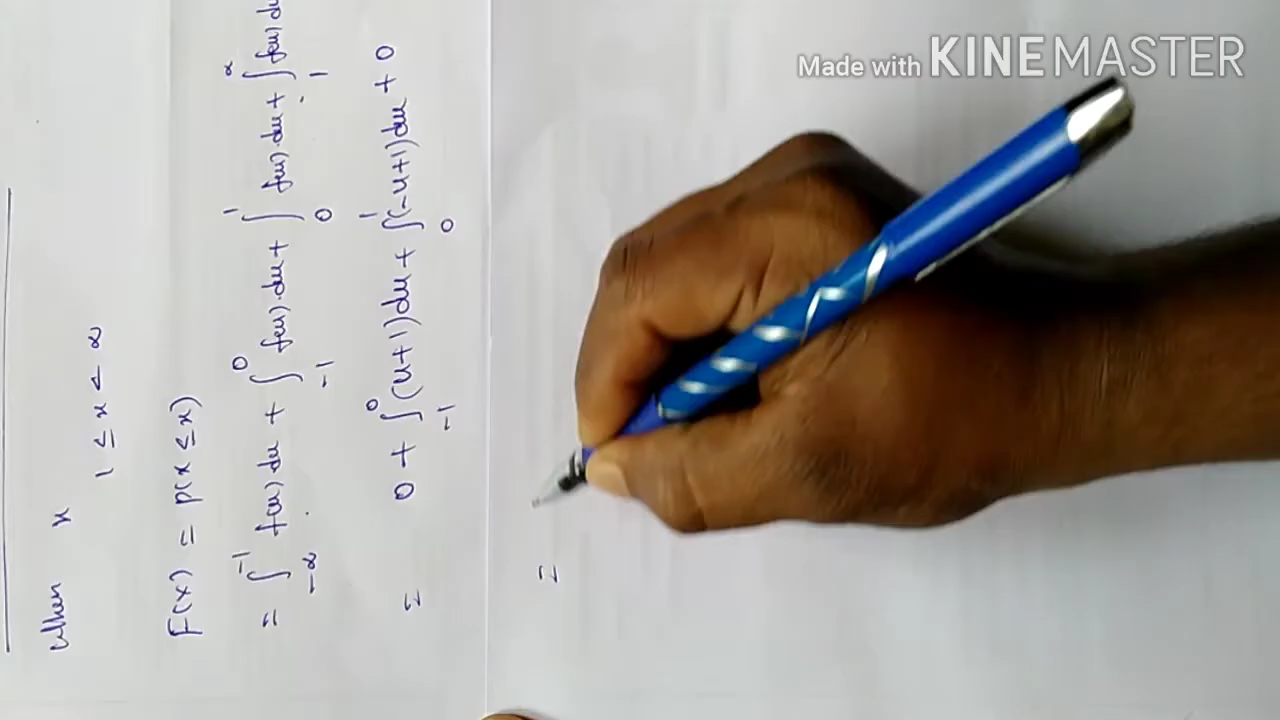 Made with KINEMASTER
When x
1 ≤ x < ∞
F(x) = P(X ≤ x)
= ∫_{-∞}^{-1} f(u) du + ∫_{-1}^{0} f(u).du + ∫_{0}^{1} f(u).du + ∫_{1}^{∞} f(u) du
= 0 + ∫_{-1}^{0} (u+1) du + ∫_{0}^{1} (-u+1) du + 0
=